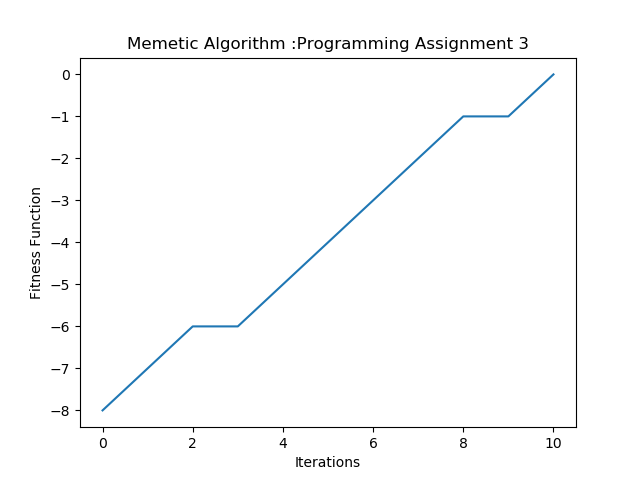 Memetic Algorithm :Programming Assignment 3
0
−1
−2
−3
−4
−5
−6
−7
−8
Fitness Function
0 2 4 6 8 10
Iterations